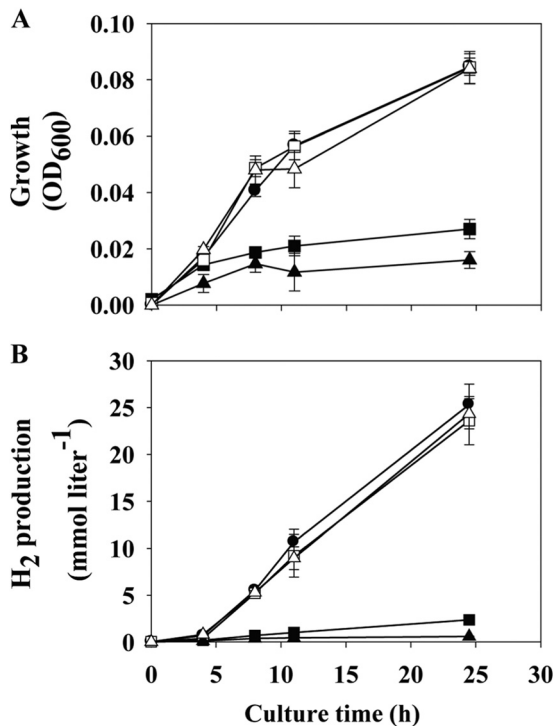 A
0.10
0.08
0.06
0.04
0.02
0.00
Growth
(OD600)
B
30
25
20
15
10
5
0
H2 production
(mmol liter-1)
0 5 10 15 20 25 30
Culture time (h)